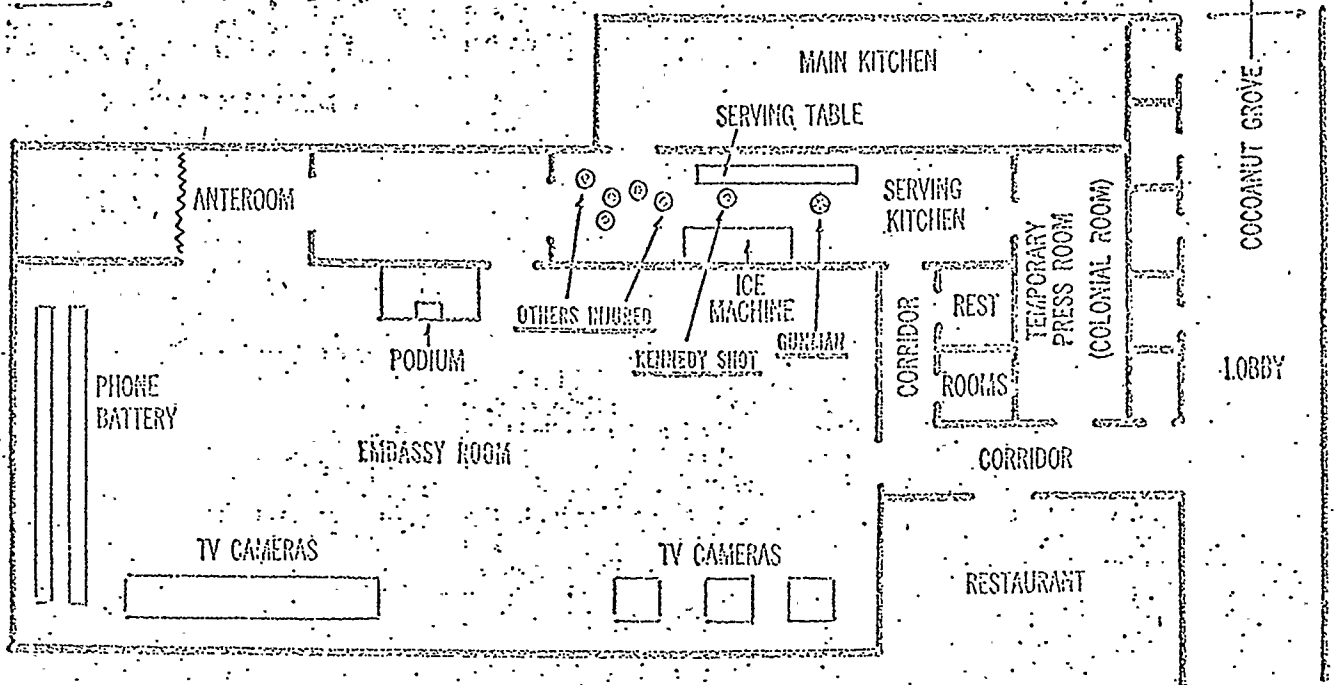 MAIN KITCHEN
SERVING TABLE
ANTEROOM
SERVING
KITCHEN
TEMPORARY
PRESS ROOM
(COLONIAL ROOM)
COCOANUT GROVE
OTHERS INJURED
ICE
MACHINE
KENNEDY SHOT
GUNMAN
PODIUM
CORRIDOR
REST
ROOMS
LOBBY
PHONE
BATTERY
EMBASSY ROOM
CORRIDOR
TV CAMERAS
TV CAMERAS
RESTAURANT